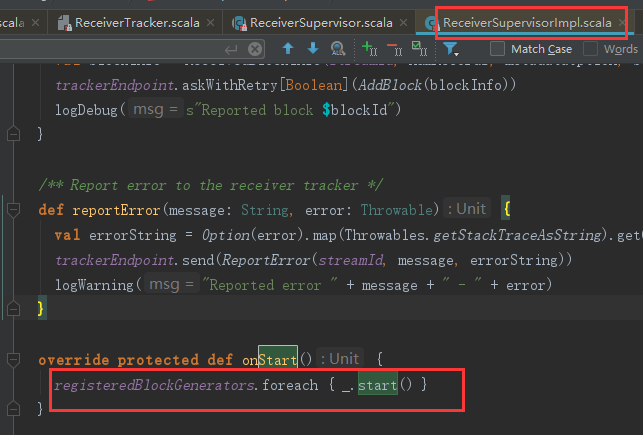 .scala ReceiverTracker.scala ReceiverSupervisor.scala ReceiverSupervisorImpl.scala
Match Case Words
trackerEndpoint.askWithRetry[Boolean](AddBlock(blockInfo))
logDebug( msg = s"Reported block $blockId")
}
/** Report error to the receiver tracker */
def reportError(message: String, error: Throwable) : Unit {
val errorString = Option(error).map(Throwables.getStackTraceAsString).get(
trackerEndpoint.send(ReportError(streamId, message, errorString))
logWarning( msg = "Reported error " + message + " - " + error)
}
override protected def onStart() : Unit {
registeredBlockGenerators.foreach { _.start() }
}